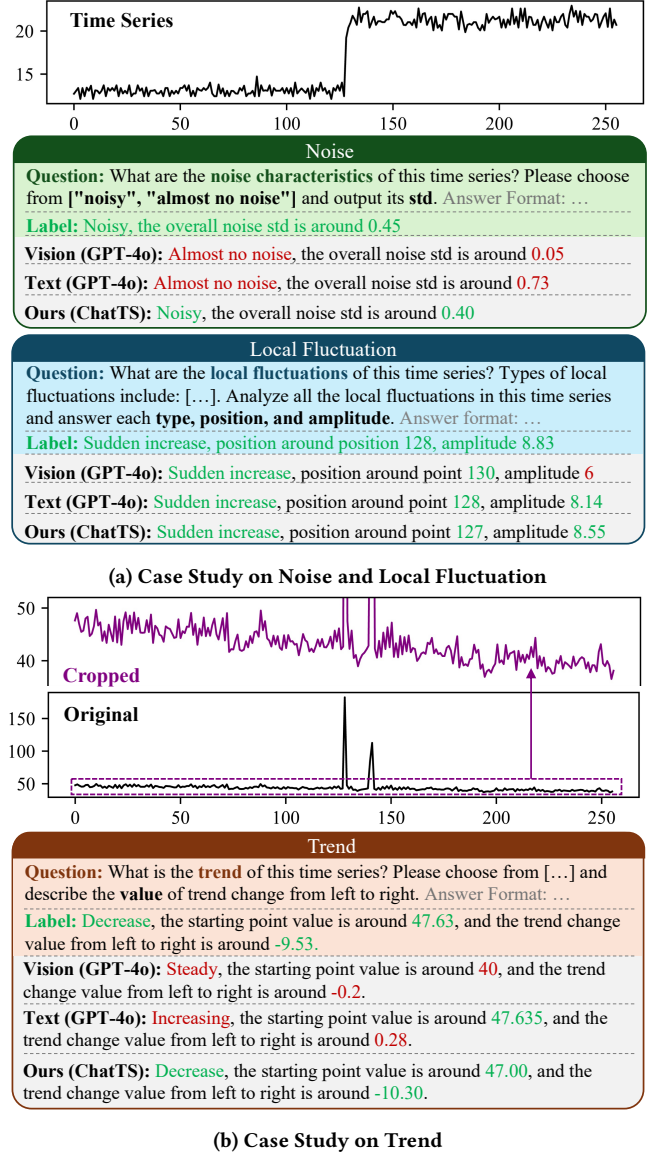 Time Series
20
15
0 50 100 150 200 250
Noise
Question: What are the noise characteristics of this time series? Please choose
from ["noisy", "almost no noise"] and output its std. Answer Format: …
Label: Noisy, the overall noise std is around 0.45
Vision (GPT-4o): Almost no noise, the overall noise std is around 0.05
Text (GPT-4o): Almost no noise, the overall noise std is around 0.73
Ours (ChatTS): Noisy, the overall noise std is around 0.40
Local Fluctuation
Question: What are the local fluctuations of this time series? Types of local
fluctuations include: […]. Analyze all the local fluctuations in this time series
and answer each type, position, and amplitude. Answer format: …
Label: Sudden increase, position around position 128, amplitude 8.83
Vision (GPT-4o): Sudden increase, position around point 130, amplitude 6
Text (GPT-4o): Sudden increase, position around point 128, amplitude 8.14
Ours (ChatTS): Sudden increase, position around point 127, amplitude 8.55
(a) Case Study on Noise and Local Fluctuation
50
40
Cropped
Original
150
100
50
0 50 100 150 200 250
Trend
Question: What is the trend of this time series? Please choose from […] and
describe the value of trend change from left to right. Answer Format: …
Label: Decrease, the starting point value is around 47.63, and the trend change
value from left to right is around -9.53.
Vision (GPT-4o): Steady, the starting point value is around 40, and the trend
change value from left to right is around -0.2.
Text (GPT-4o): Increasing, the starting point value is around 47.635, and the
trend change value from left to right is around 0.28.
Ours (ChatTS): Decrease, the starting point value is around 47.00, and the
trend change value from left to right is around -10.30.
(b) Case Study on Trend